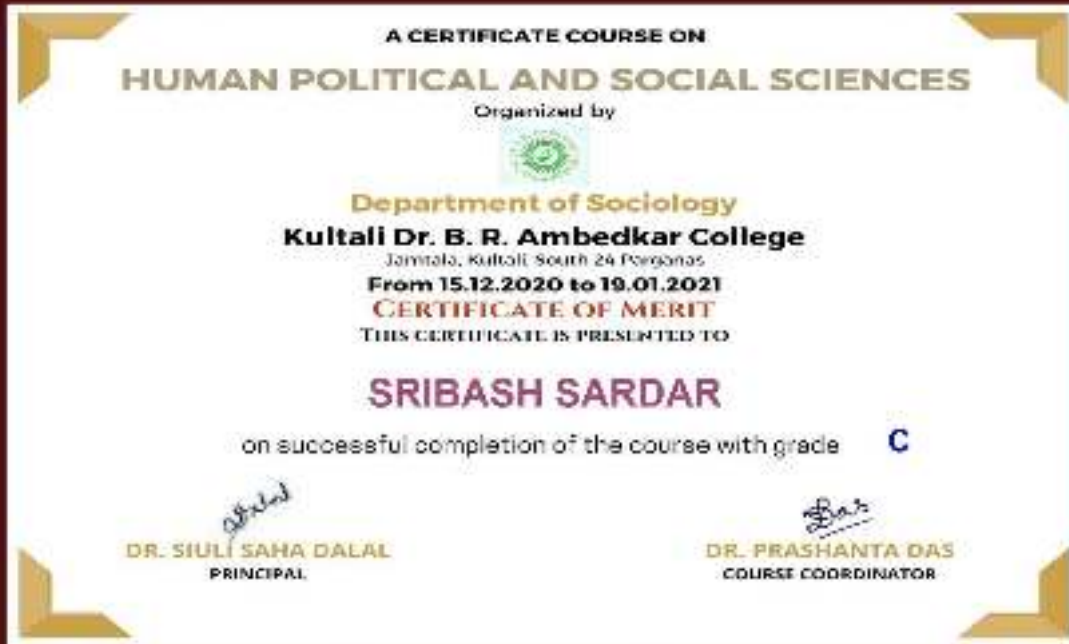 A CERTIFICATE COURSE ON
HUMAN POLITICAL AND SOCIAL SCIENCES
Organized by
Department of Sociology
Kultali Dr. B. R. Ambedkar College
Jamtala, Kultali, South 24 Parganas
From 15.12.2020 to 19.01.2021
CERTIFICATE OF MERIT
THIS CERTIFICATE IS PRESENTED TO
SRIBASH SARDAR
on successful completion of the course with grade C
DR. SIULI SAHA DALAL
PRINCIPAL
DR. PRASHANTA DAS
COURSE COORDINATOR